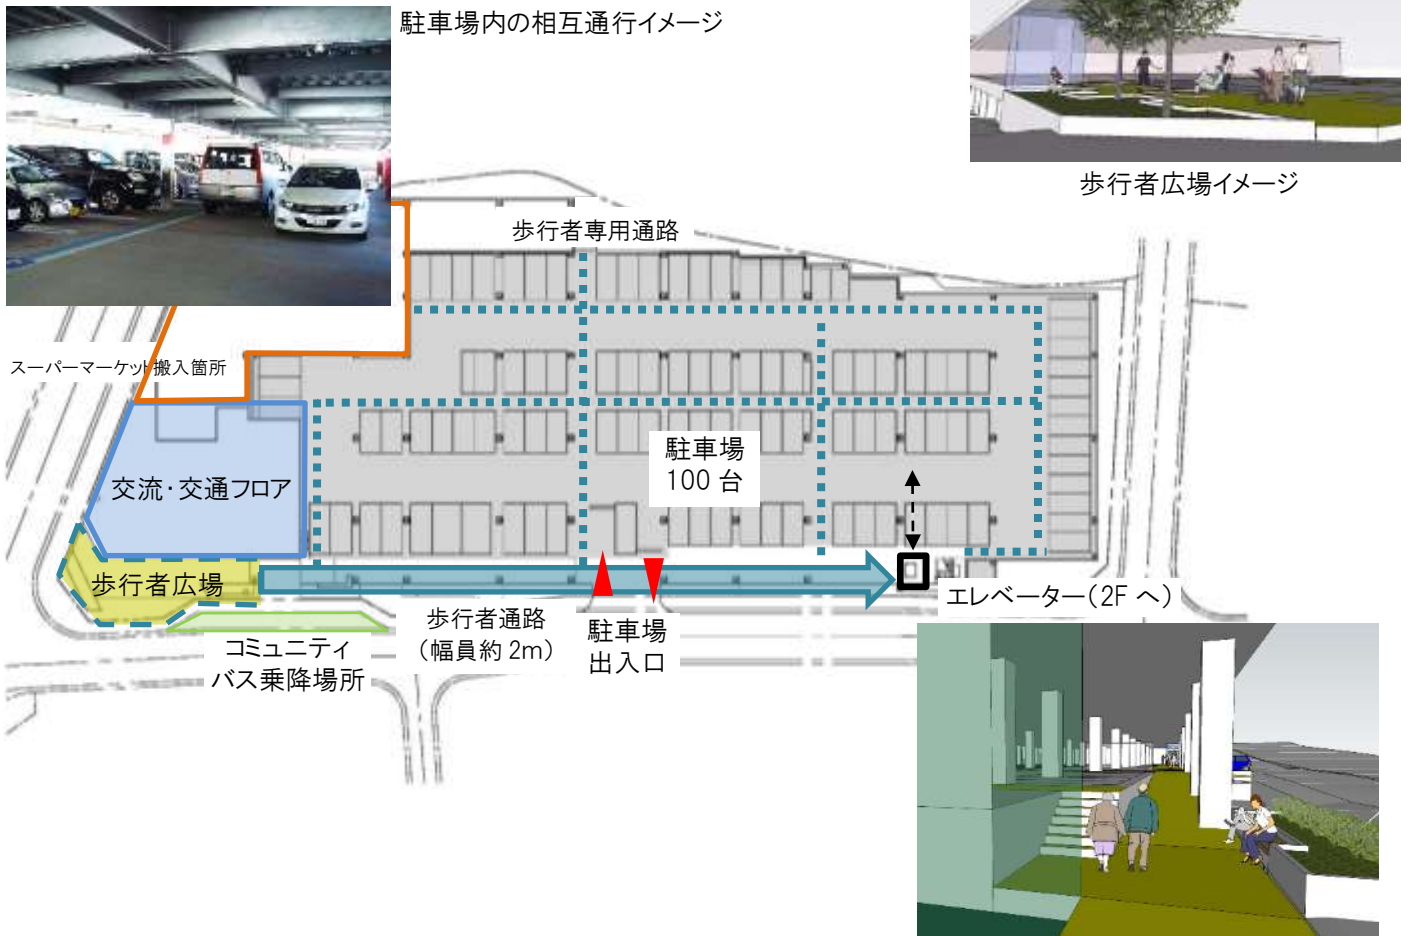 駐車場内の相互通行イメージ
歩行者広場イメージ
歩行者専用通路
スーパーマーケット搬入箇所
駐車場
100 台
交流・交通フロア
歩行者広場
エレベーター(2F へ)
歩行者通路
(幅員約 2m)
駐車場
出入口
コミュニティ
バス乗降場所